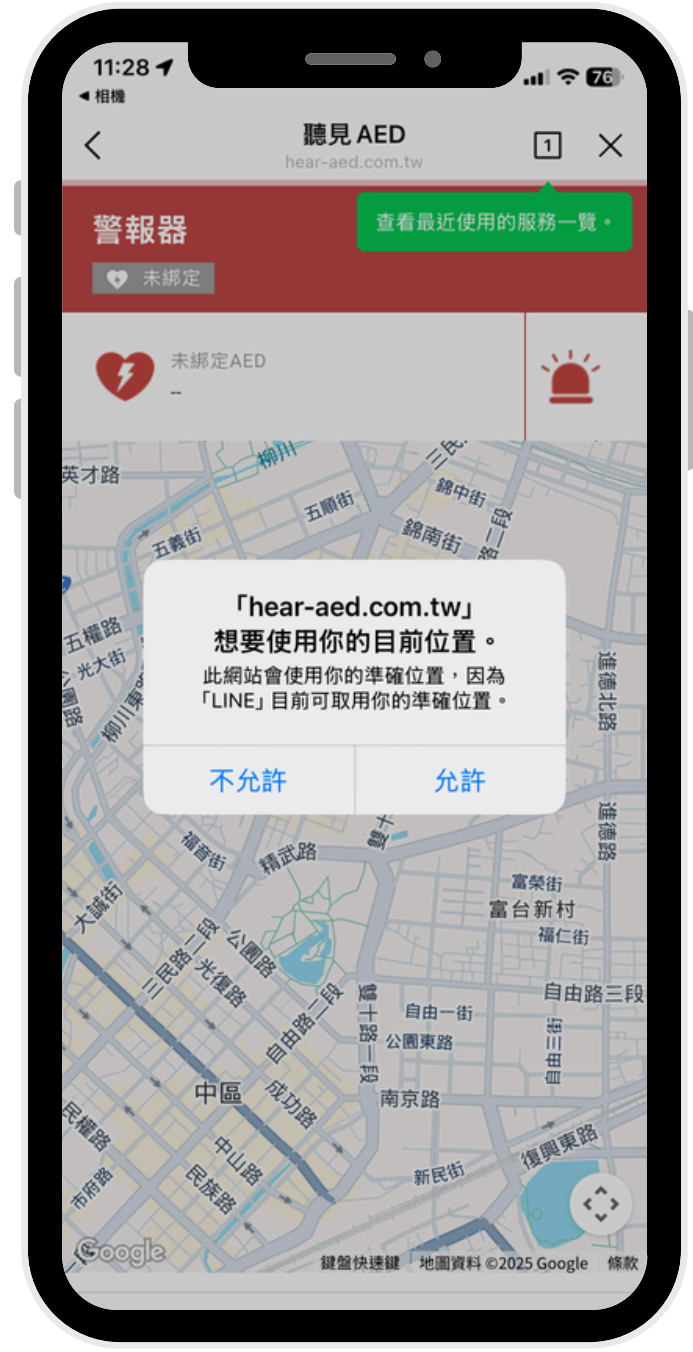 11:28
76
相機
聽見 AED
hear-aed.com.tw
1
查看最近使用的服務一覽。
警報器
未綁定
未綁定AED
--
柳川
三民
英才路
錦中街
五順街
錦南街
路二段
五義街
「hear-aed.com.tw」
想要使用你的目前位置。
此網站會使用你的準確位置，因為
「LINE」目前可取用你的準確位置。
不允許
允許
五權路
光大街
公園路
柳川東
進德北路
雙十
進德路
福音街
精武路
富榮街
大誠街
富台新村
福仁街
公園路
三民路二段
光復路
自由路三段
自由路二段
雙十路一段
自由一街
自由三街
公園東路
中區
成功路
南京路
民權路
中山路
復興東路
新民街
市府路
民族路
Google
鍵盤快速鍵
地圖資料 ©2025 Google
條款